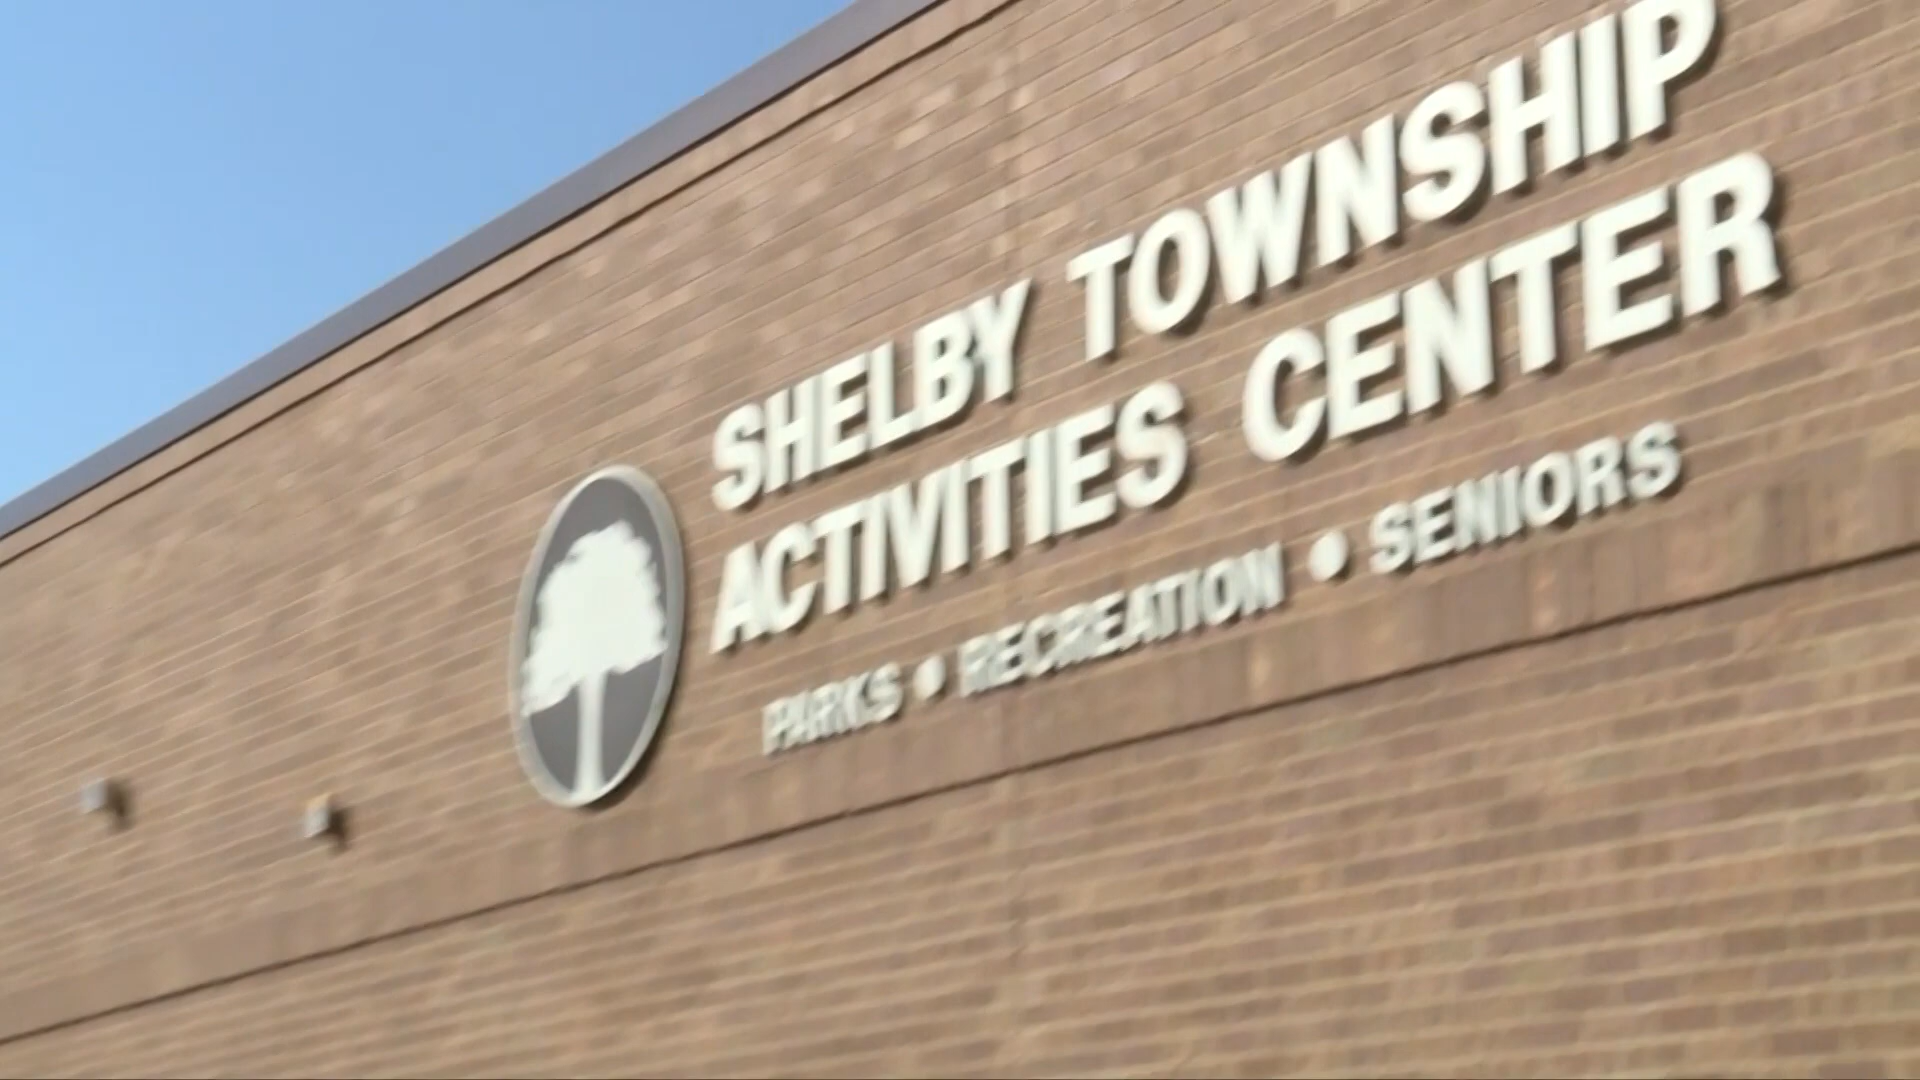 SHELBY TOWNSHIP
ACTIVITIES CENTER
PARKS • RECREATION • SENIORS